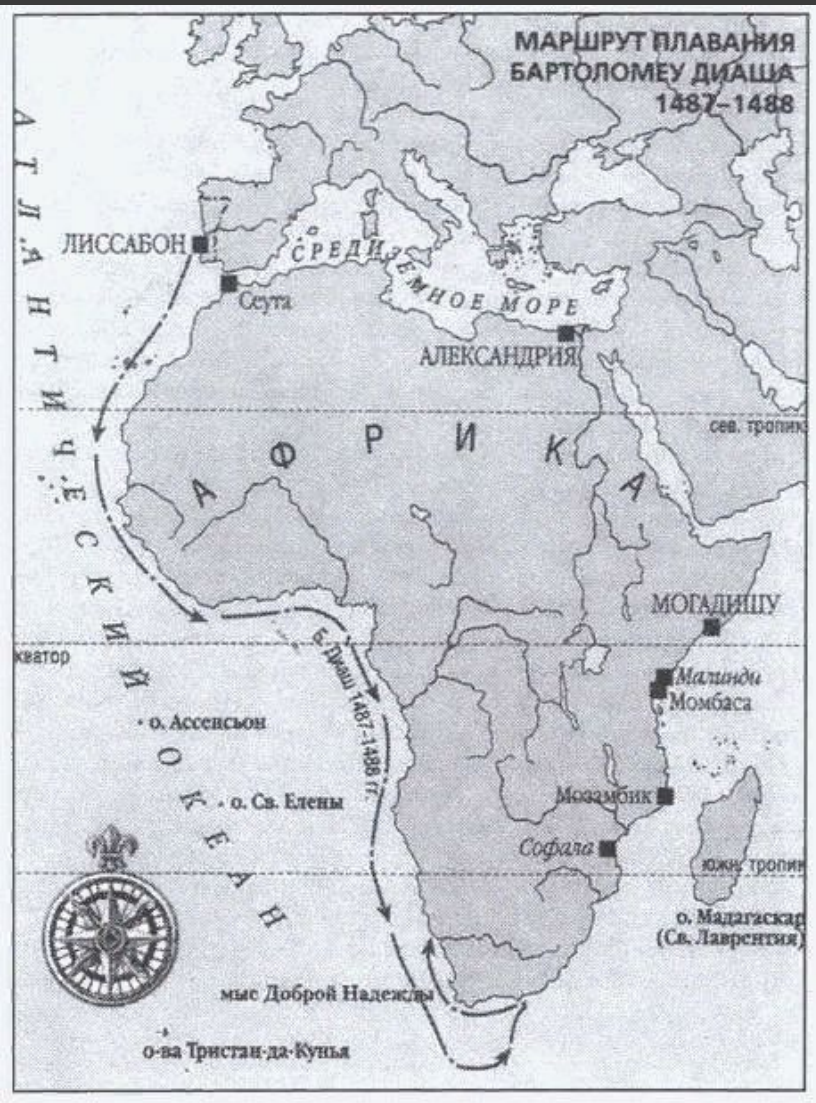 МАРШРУТ ПЛАВАНИЯ
БАРТОЛОМЕУ ДИАША
1487–1488
АТЛАНТИЧЕСКИЙ ОКЕАН
ЛИССАБОН
СРЕДИЗЕМНОЕ МОРЕ
Сеута
АЛЕКСАНДРИЯ
сев. тропик
АФРИКА
МОГАДИШУ
кватор
Б. Диаш 1487-1488 гг.
Малинди
Момбаса
о. Ассенсьон
о. Св. Елены
Мозамбик
Софала
южн. тропик
о. Мадагаскар
(Св. Лаврентия)
мыс Доброй Надежды
о-ва Тристан-да-Кунья